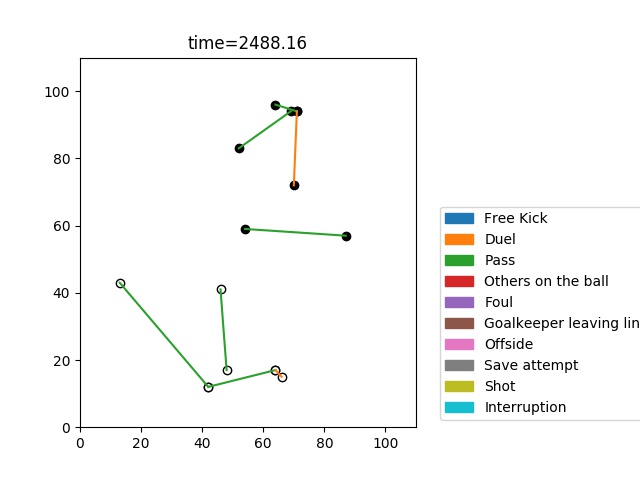 time=2488.16
100
80
60
40
20
0
0 20 40 60 80 100
Free Kick
Duel
Pass
Others on the ball
Foul
Goalkeeper leaving lin
Offside
Save attempt
Shot
Interruption